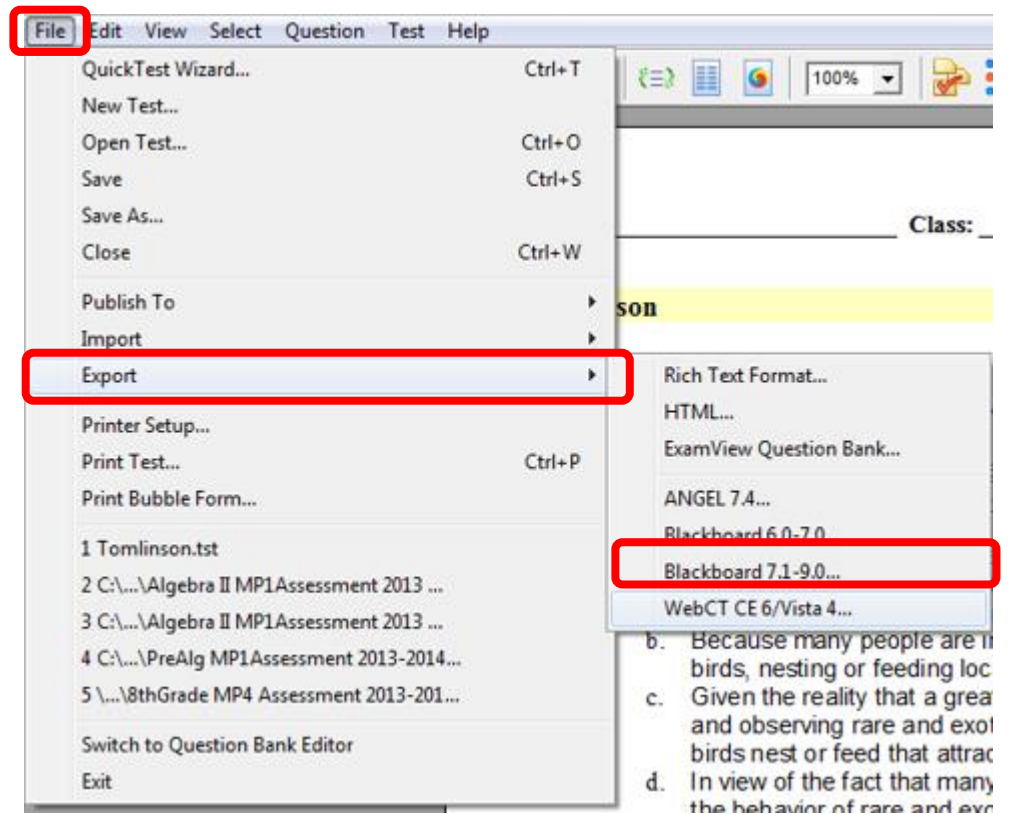 File Edit View Select Question Test Help
QuickTest Wizard... Ctrl+T
New Test...
Open Test... Ctrl+O
Save Ctrl+S
Save As...
Close Ctrl+W
Publish To
Import
Export
Printer Setup...
Print Test... Ctrl+P
Print Bubble Form...
1 Tomlinson.tst
2 C:\...\Algebra II MP1Assessment 2013 ...
3 C:\...\Algebra II MP1Assessment 2013 ...
4 C:\...\PreAlg MP1Assessment 2013-2014...
5 \...\8thGrade MP4 Assessment 2013-201...
Switch to Question Bank Editor
Exit
100%
Class:
son
Rich Text Format...
HTML...
ExamView Question Bank...
ANGEL 7.4...
Blackboard 6.0-7.0
Blackboard 7.1-9.0...
WebCT CE 6/Vista 4...
b. Because many people are
birds, nesting or feeding loc
c. Given the reality that a grea
and observing rare and exot
birds nest or feed that attrac
d. In view of the fact that many
the behavior of rare and exc